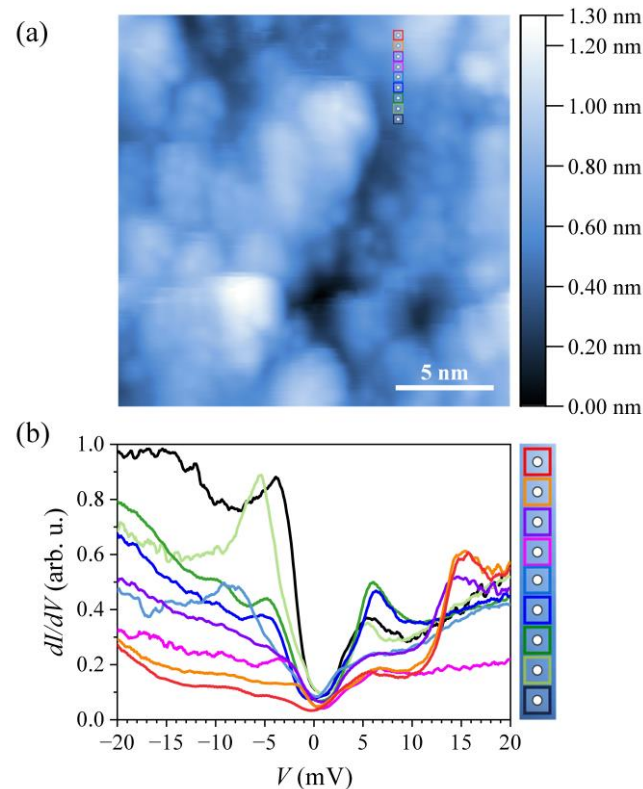 (a)
1.30 nm
1.20 nm
1.00 nm
0.80 nm
0.60 nm
0.40 nm
0.20 nm
0.00 nm
5 nm
(b)
1.0
0.8
0.6
0.4
0.2
0.0
dI/dV (arb. u.)
−20 −15 −10 −5 0 5 10 15 20
V (mV)